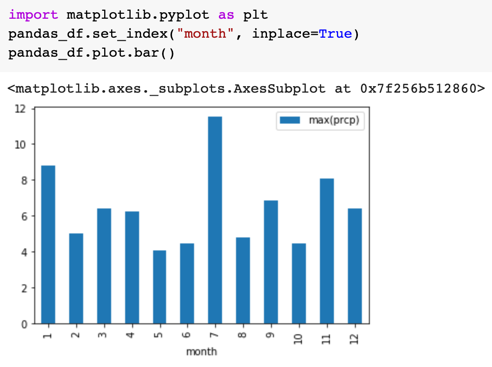 import matplotlib.pyplot as plt
pandas_df.set_index("month", inplace=True)
pandas_df.plot.bar()
<matplotlib.axes._subplots.AxesSubplot at 0x7f256b512860>
max(prcp)
12
10
8
6
4
2
0
1 2 3 4 5 6 7 8 9 10 11 12
month